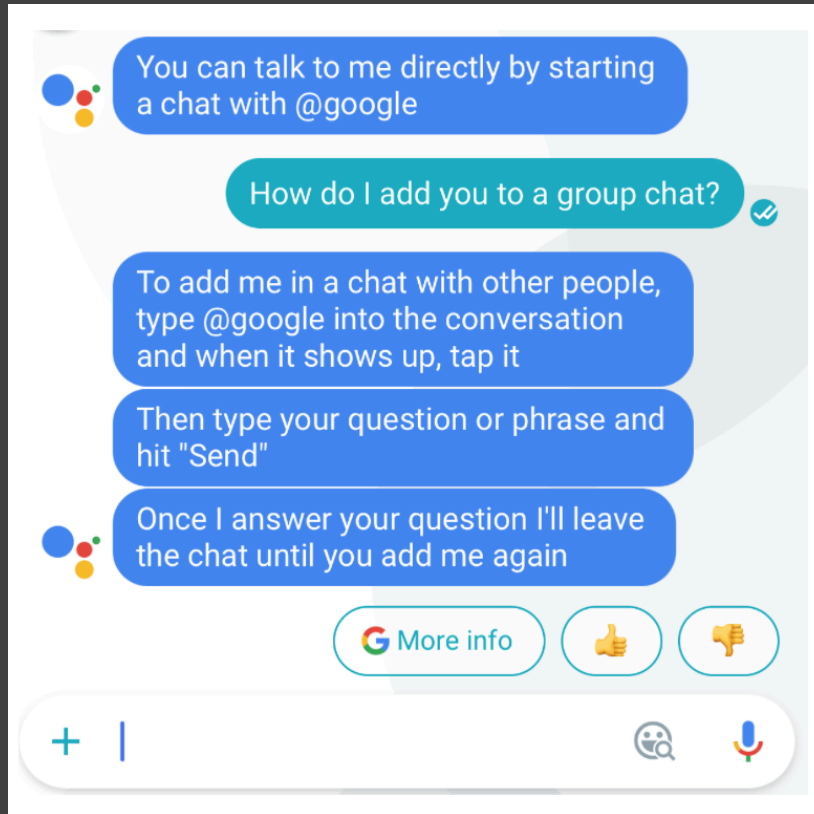 You can talk to me directly by starting
a chat with @google
How do I add you to a group chat?
To add me in a chat with other people,
type @google into the conversation
and when it shows up, tap it
Then type your question or phrase and
hit "Send"
Once I answer your question I'll leave
the chat until you add me again
More info